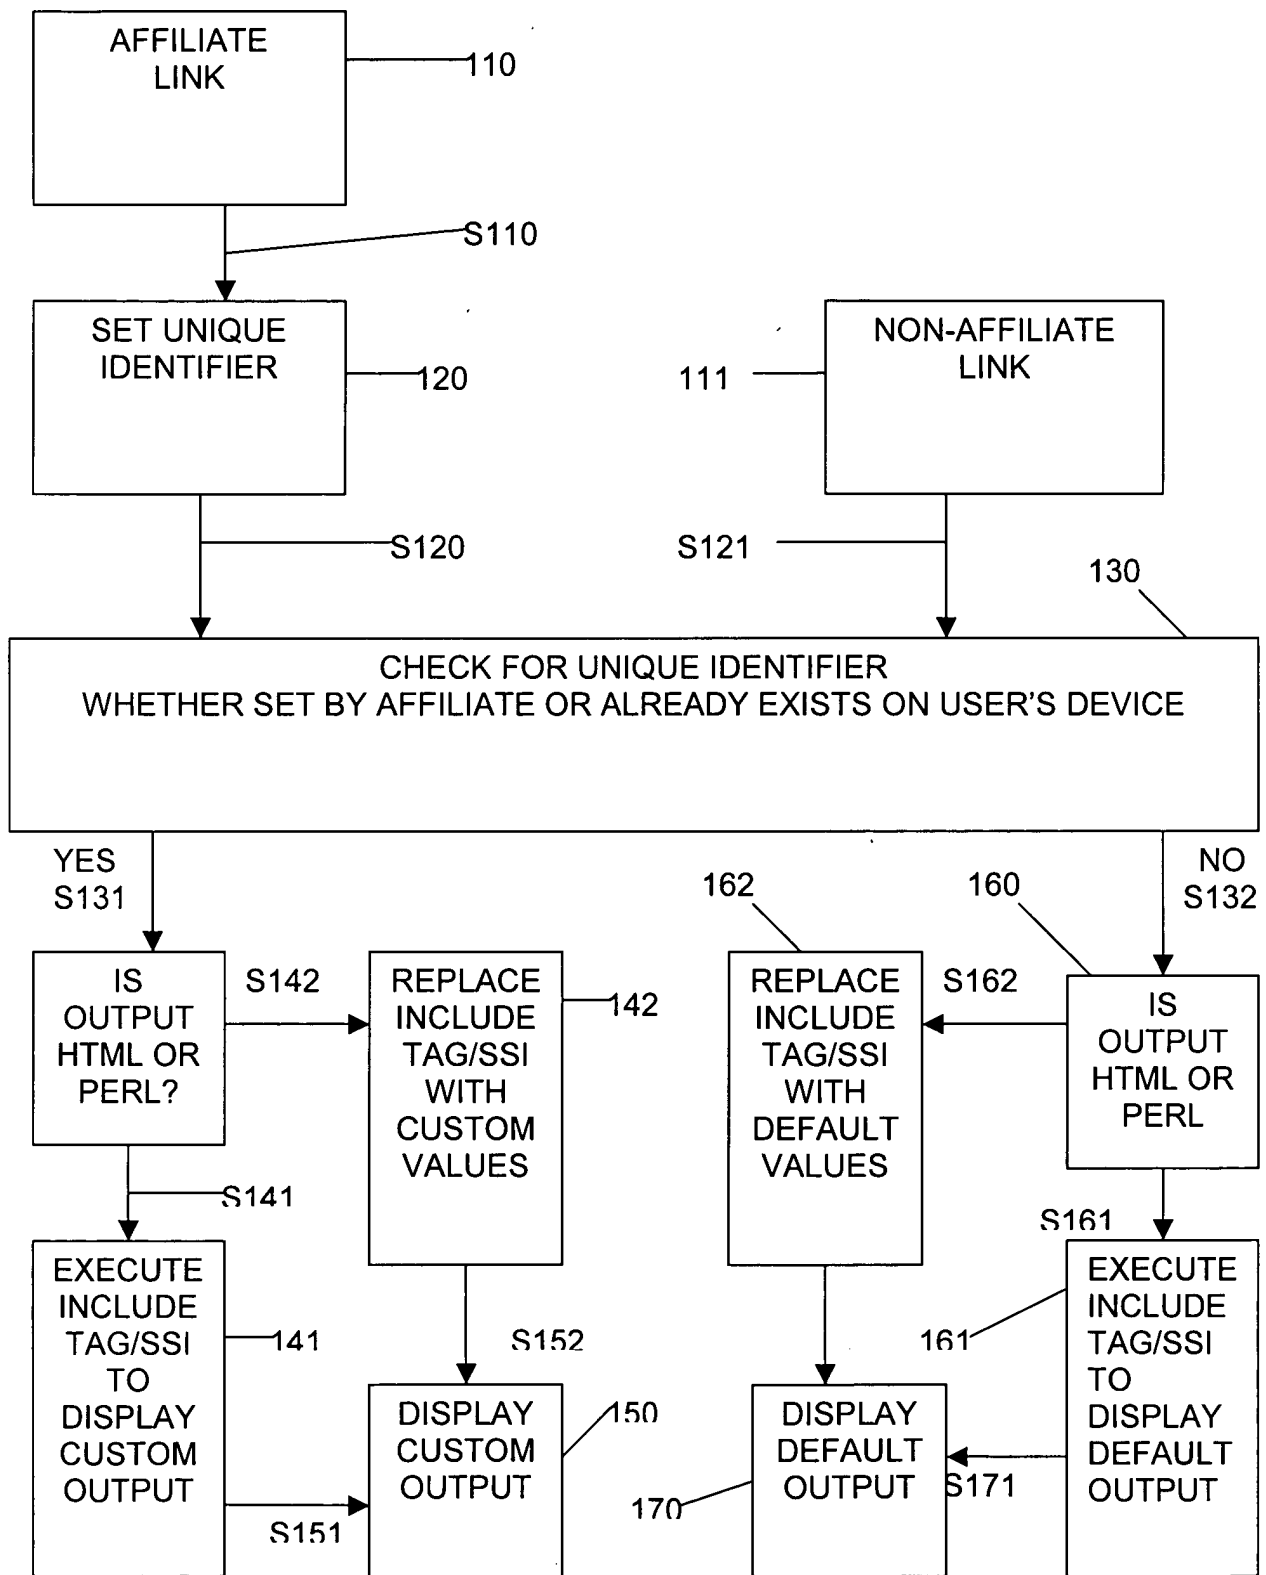 AFFILIATE
LINK
110
S110
SET UNIQUE
IDENTIFIER
120
111
NON-AFFILIATE
LINK
S120
S121
130
CHECK FOR UNIQUE IDENTIFIER
WHETHER SET BY AFFILIATE OR ALREADY EXISTS ON USER'S DEVICE
YES
S131
NO
S132
162
160
IS
OUTPUT
HTML OR
PERL?
S142
REPLACE
INCLUDE
TAG/SSI
WITH
CUSTOM
VALUES
142
REPLACE
INCLUDE
TAG/SSI
WITH
DEFAULT
VALUES
S162
IS
OUTPUT
HTML OR
PERL
S141
S161
EXECUTE
INCLUDE
TAG/SSI
TO
DISPLAY
CUSTOM
OUTPUT
141
S152
161
EXECUTE
INCLUDE
TAG/SSI
TO
DISPLAY
DEFAULT
OUTPUT
S151
DISPLAY
CUSTOM
OUTPUT
150
170
DISPLAY
DEFAULT
OUTPUT
S171